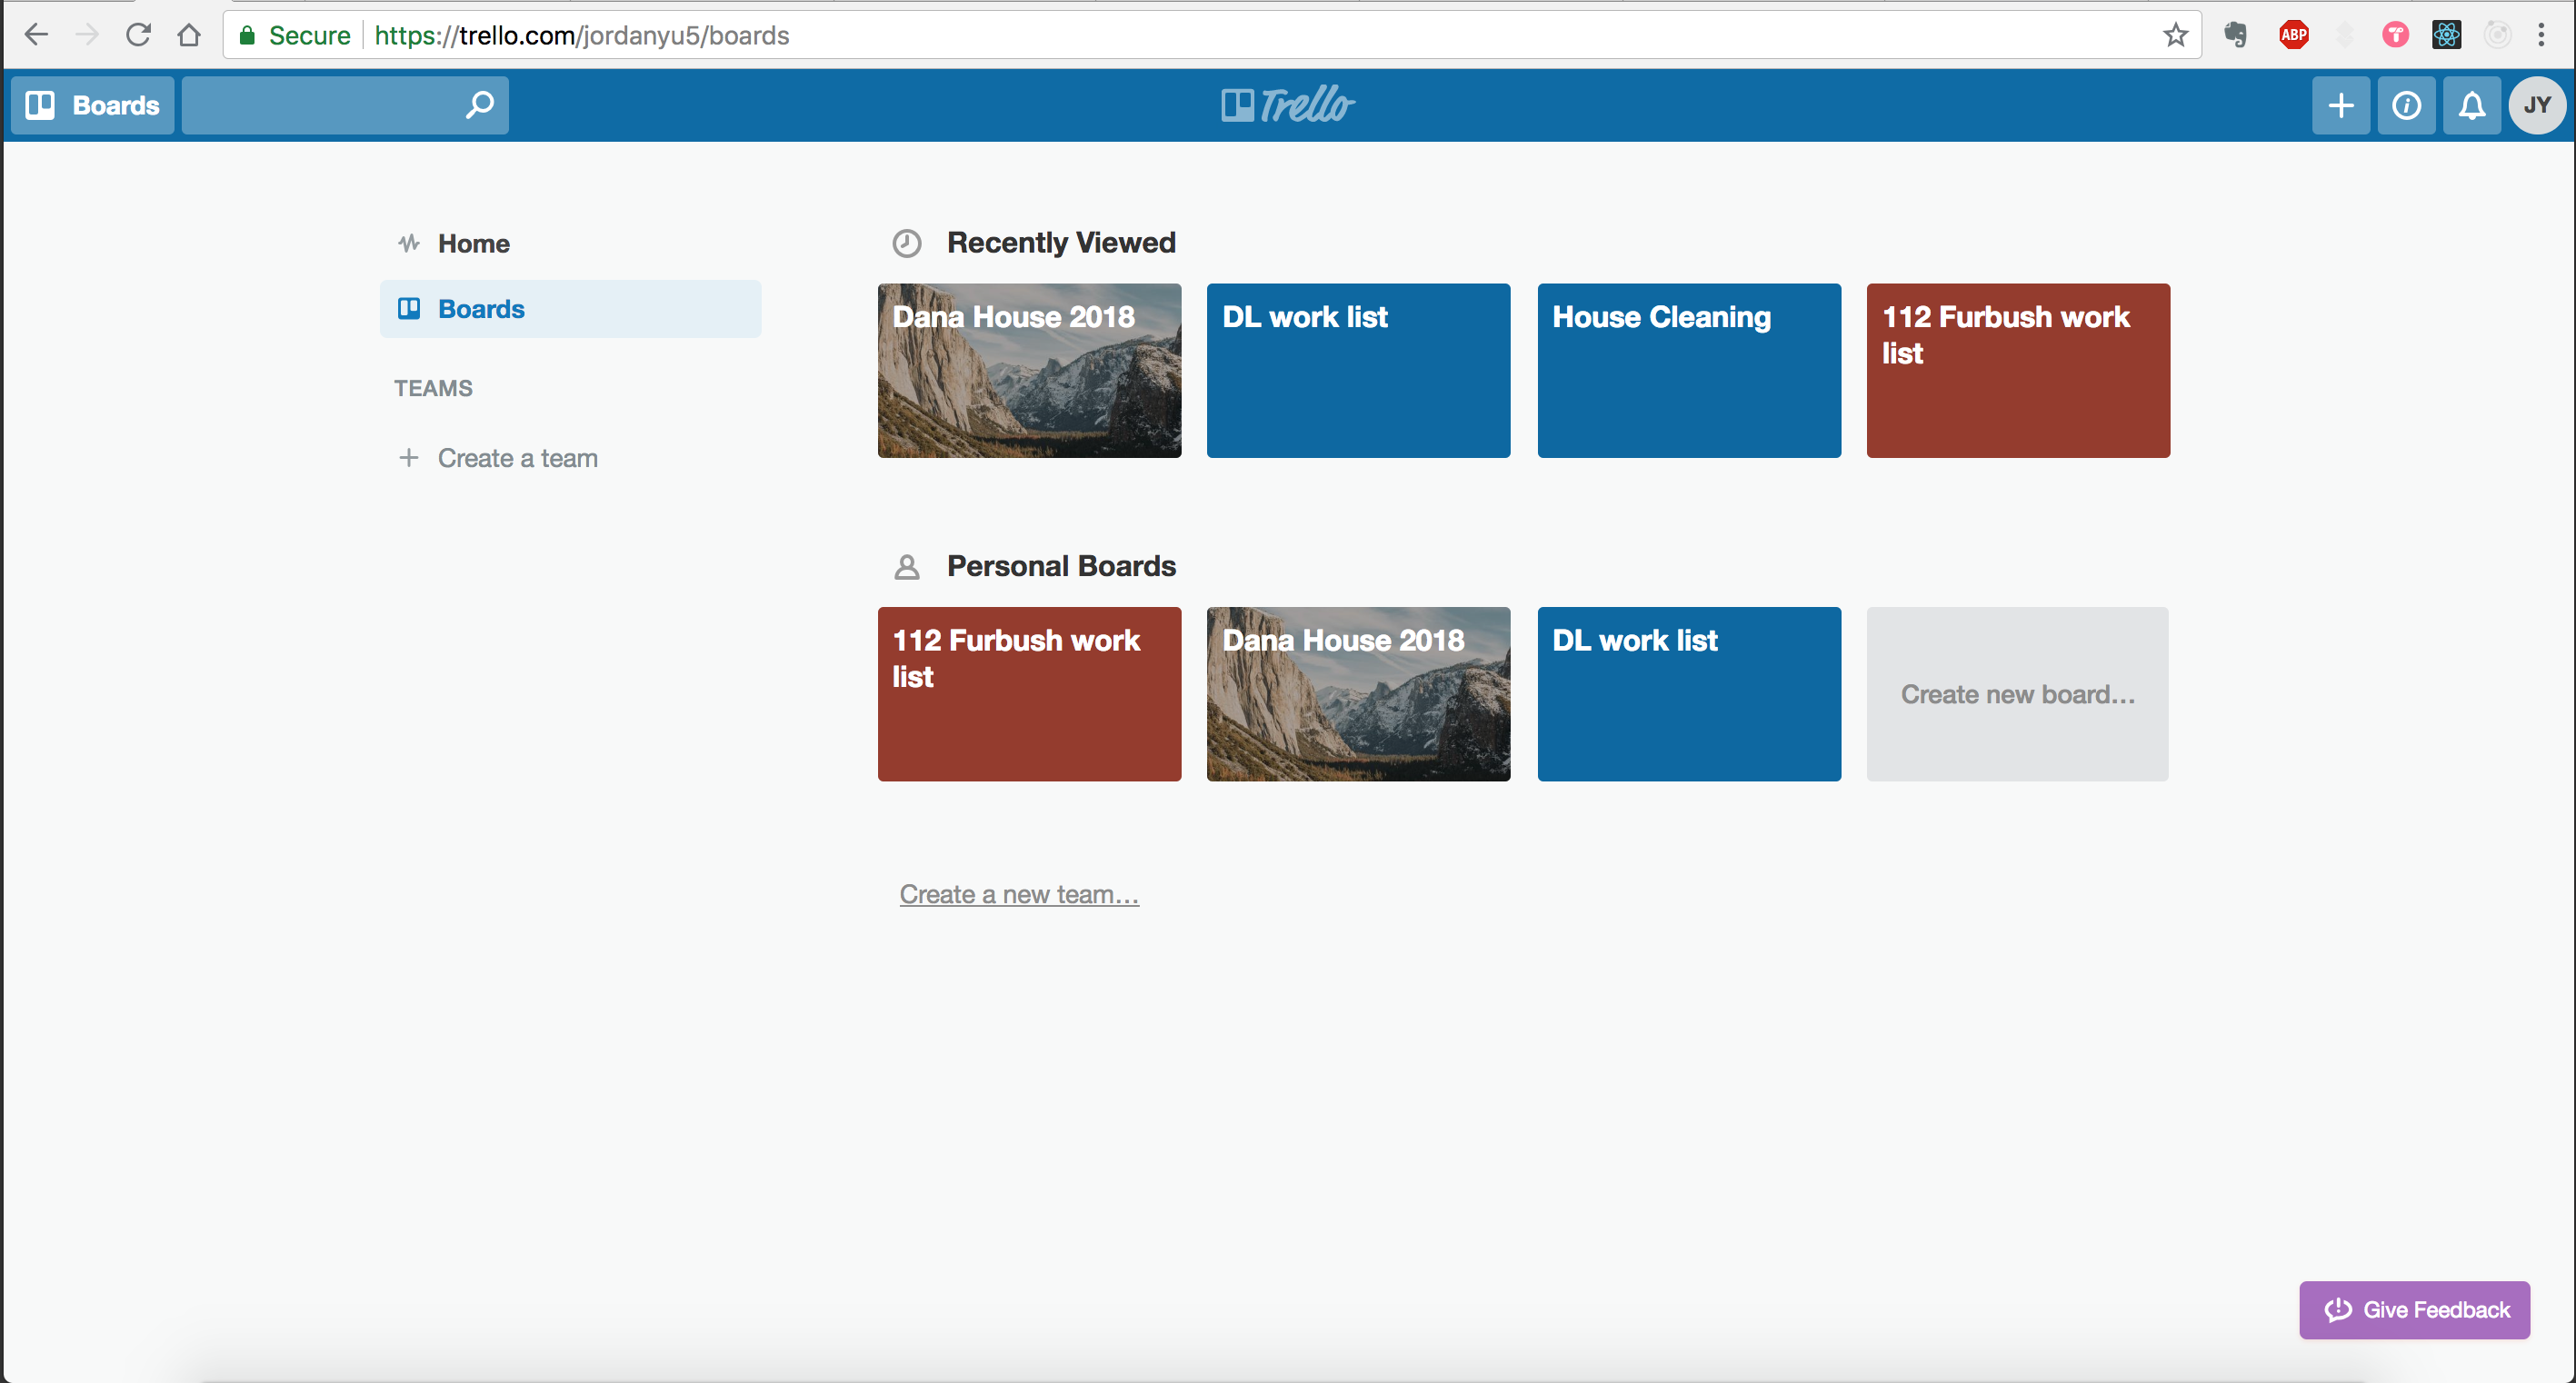 Secure https://trello.com/jordanyu5/boards
ABP
Boards
Trello
JY
Home
Boards
TEAMS
+ Create a team
Recently Viewed
Dana House 2018
DL work list
House Cleaning
112 Furbush work
list
Personal Boards
112 Furbush work
list
Dana House 2018
DL work list
Create new board...
Create a new team...
Give Feedback